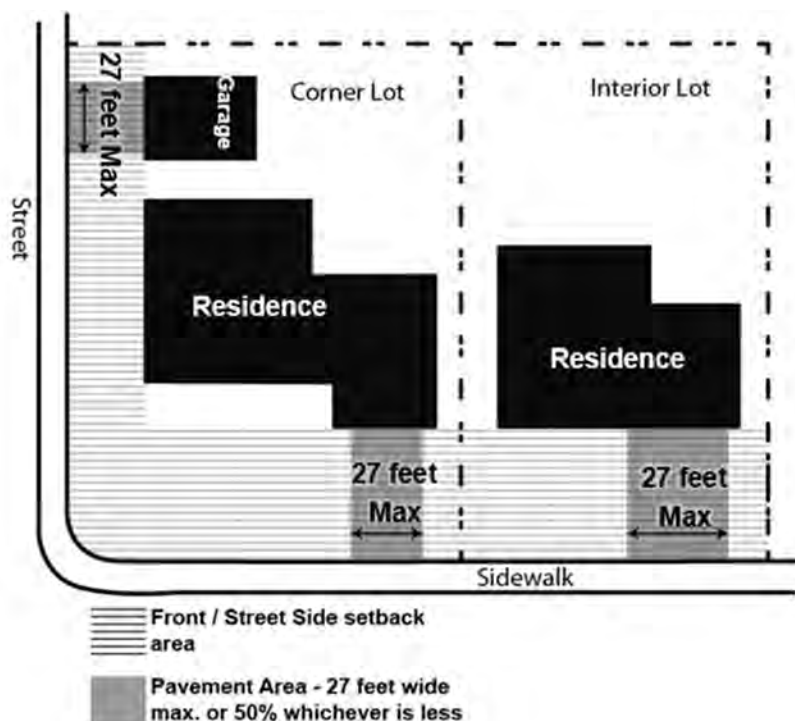 27 feet Max
Garage
Corner Lot
Interior Lot
Street
Residence
Residence
27 feet
Max
27 feet
Max
Sidewalk
Front / Street Side setback
area
Pavement Area - 27 feet wide
max. or 50% whichever is less